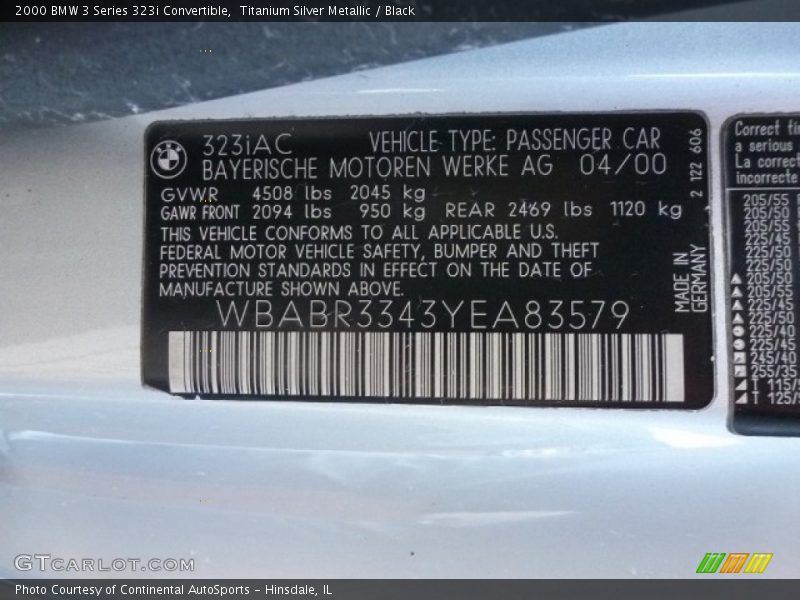 2000 BMW 3 Series 323i Convertible, Titanium Silver Metallic / Black
323iAC VEHICLE TYPE: PASSENGER CAR
BAYERISCHE MOTOREN WERKE AG 04/00
GVWR 4508 lbs 2045 kg
GAWR FRONT 2094 lbs 950 kg REAR 2469 lbs 1120 kg
THIS VEHICLE CONFORMS TO ALL APPLICABLE U.S.
FEDERAL MOTOR VEHICLE SAFETY, BUMPER AND THEFT
PREVENTION STANDARDS IN EFFECT ON THE DATE OF
MANUFACTURE SHOWN ABOVE.
WBABR3343YEA83579
2 122 606
MADE IN
GERMANY
Correct
a serious
La
incorrecte
205/55
205/50
205/55
225/45
225/50
225/50
205/55
225/45
225/50
225/45
245/40
255/35
T 115/
T 125/
GTCARLOT.COM
Photo Courtesy of Continental AutoSports - Hinsdale, IL